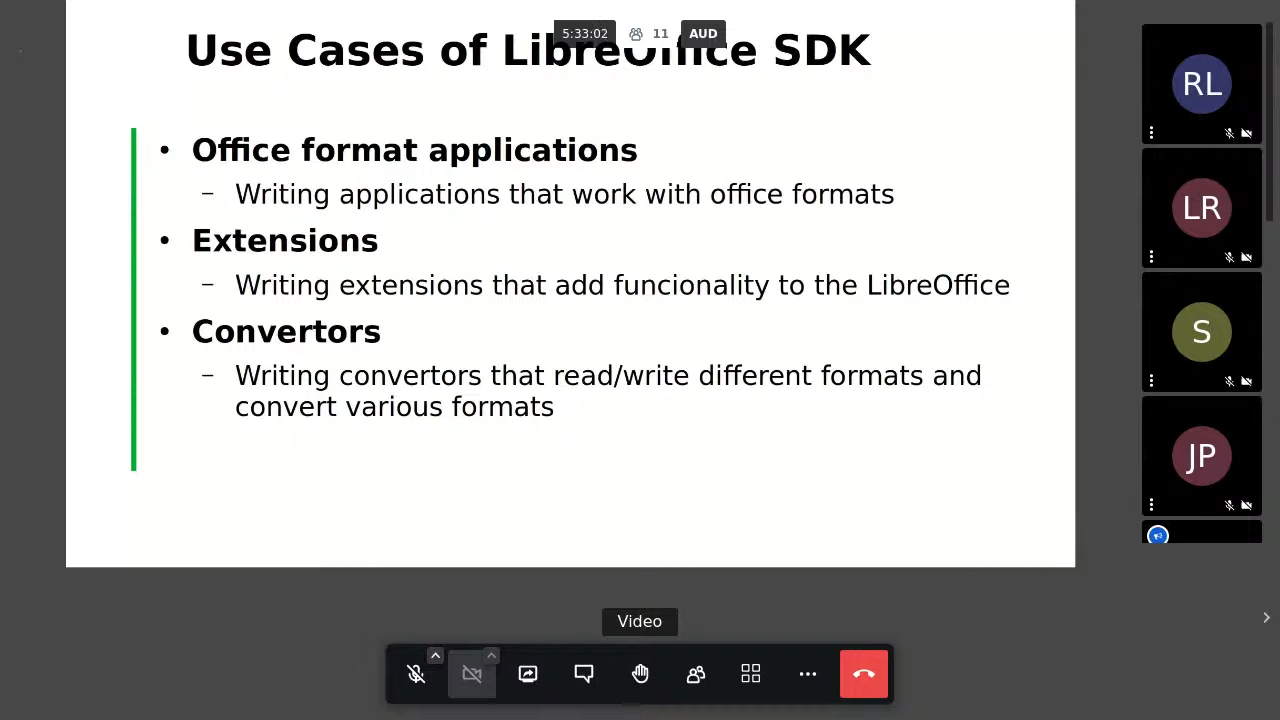 5:33:02 11 AUD
Use Cases of LibreOffice SDK
• Office format applications
– Writing applications that work with office formats
• Extensions
– Writing extensions that add funcionality to the LibreOffice
• Convertors
– Writing convertors that read/write different formats and
convert various formats
RL
LR
S
JP
Video